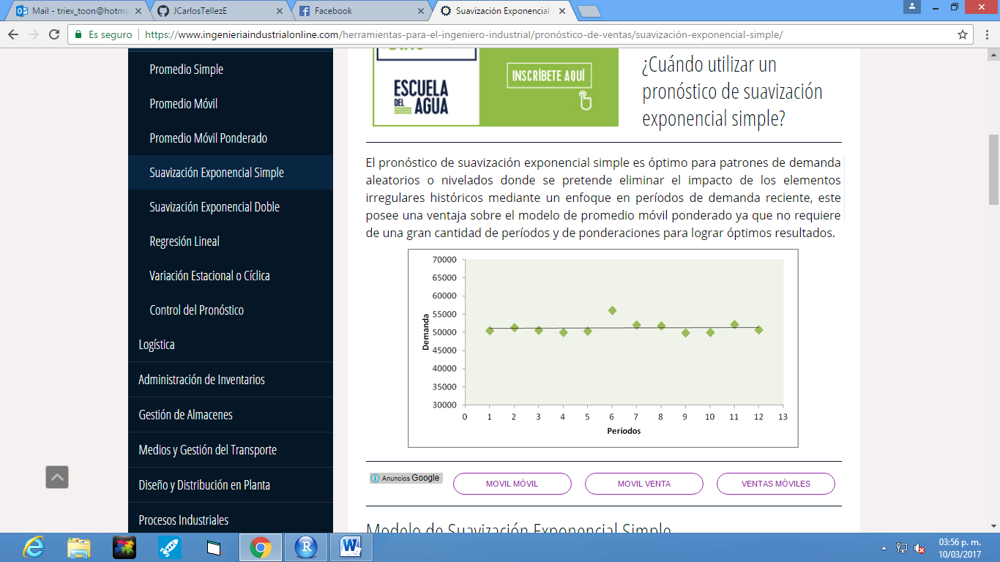 Mail - triex_toon@hotma
JCarlosTellezE
Facebook
Suavización Exponencial
Es seguro
https://www.ingenieriaindustrialonline.com/herramientas-para-el-ingeniero-industrial/pronóstico-de-ventas/suavización-exponencial-simple/
Promedio Simple
Promedio Móvil
Promedio Móvil Ponderado
Suavización Exponencial Simple
Suavización Exponencial Doble
Regresión Lineal
Variación Estacional o Cíclica
Control del Pronóstico
Logística
Administración de Inventarios
Gestión de Almacenes
Medios y Gestión del Transporte
Diseño y Distribución en Planta
Procesos Industriales
ESCUELA
DEL AGUA
INSCRÍBETE AQUÍ
¿Cuándo utilizar un
pronóstico de suavización
exponencial simple?
El pronóstico de suavización exponencial simple es óptimo para patrones de demanda
aleatorios o nivelados donde se pretende eliminar el impacto de los elementos
irregulares históricos mediante un enfoque en períodos de demanda reciente, este
posee una ventaja sobre el modelo de promedio móvil ponderado ya que no requiere
de una gran cantidad de períodos y de ponderaciones para lograr óptimos resultados.
Demanda
70000
65000
60000
55000
50000
45000
40000
35000
30000
0 1 2 3 4 5 6 7 8 9 10 11 12 13
Períodos
Anuncios Google
MOVIL MÓVIL
MOVIL VENTA
VENTAS MÓVILES
Modelo de Suavización Exponencial Simple
03:56 p. m.
10/03/2017